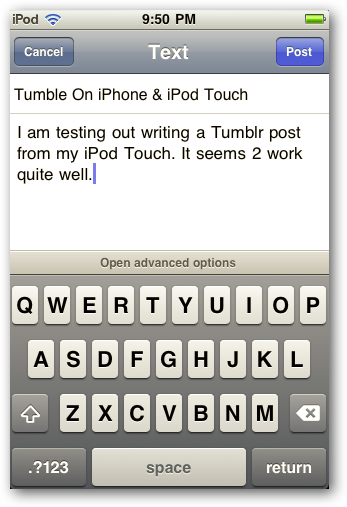 iPod 9:50 PM
Cancel Text Post
Tumble On iPhone & iPod Touch
I am testing out writing a Tumblr post
from my iPod Touch. It seems 2 work
quite well.
Open advanced options
Q W E R T Y U I O P
A S D F G H J K L
Z X C V B N M
.?123 space return